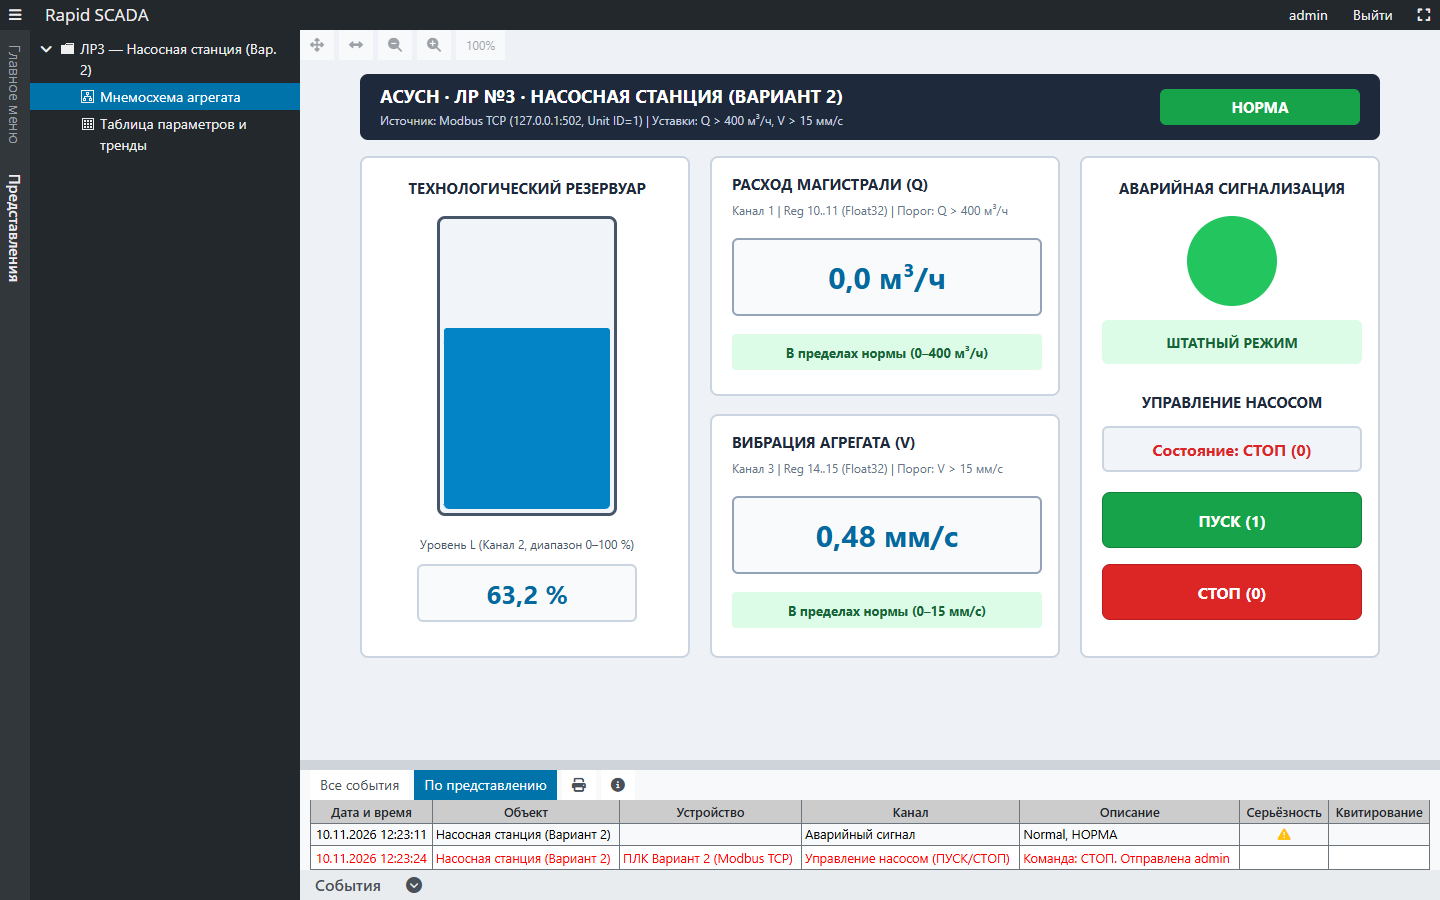 Rapid SCADA
admin
Выйти
Главное меню
Представления
ЛР3 — Насосная станция (Вар.
2)
Мнемосхема агрегата
Таблица параметров и
тренды
100%
АСУСН · ЛР №3 · НАСОСНАЯ СТАНЦИЯ (ВАРИАНТ 2)
Источник: Modbus TCP (127.0.0.1:502, Unit ID=1) | Уставки: Q > 400 м³/ч, V > 15 мм/с
НОРМА
ТЕХНОЛОГИЧЕСКИЙ РЕЗЕРВУАР
Уровень L (Канал 2, диапазон 0–100 %)
63,2 %
РАСХОД МАГИСТРАЛИ (Q)
Канал 1 | Reg 10..11 (Float32) | Порог: Q > 400 м³/ч
0,0 м³/ч
В пределах нормы (0–400 м³/ч)
ВИБРАЦИЯ АГРЕГАТА (V)
Канал 3 | Reg 14..15 (Float32) | Порог: V > 15 мм/с
0,48 мм/с
В пределах нормы (0–15 мм/с)
АВАРИЙНАЯ СИГНАЛИЗАЦИЯ
ШТАТНЫЙ РЕЖИМ
УПРАВЛЕНИЕ НАСОСОМ
Состояние: СТОП (0)
ПУСК (1)
СТОП (0)
Все события
По представлению
Дата и время Объект Устройство Канал Описание Серьёзность Квитирование
10.11.2026 12:23:11 Насосная станция (Вариант 2) Аварийный сигнал Normal, НОРМА
10.11.2026 12:23:24 Насосная станция (Вариант 2) ПЛК Вариант 2 (Modbus TCP) Управление насосом (ПУСК/СТОП) Команда: СТОП. Отправлена admin
События